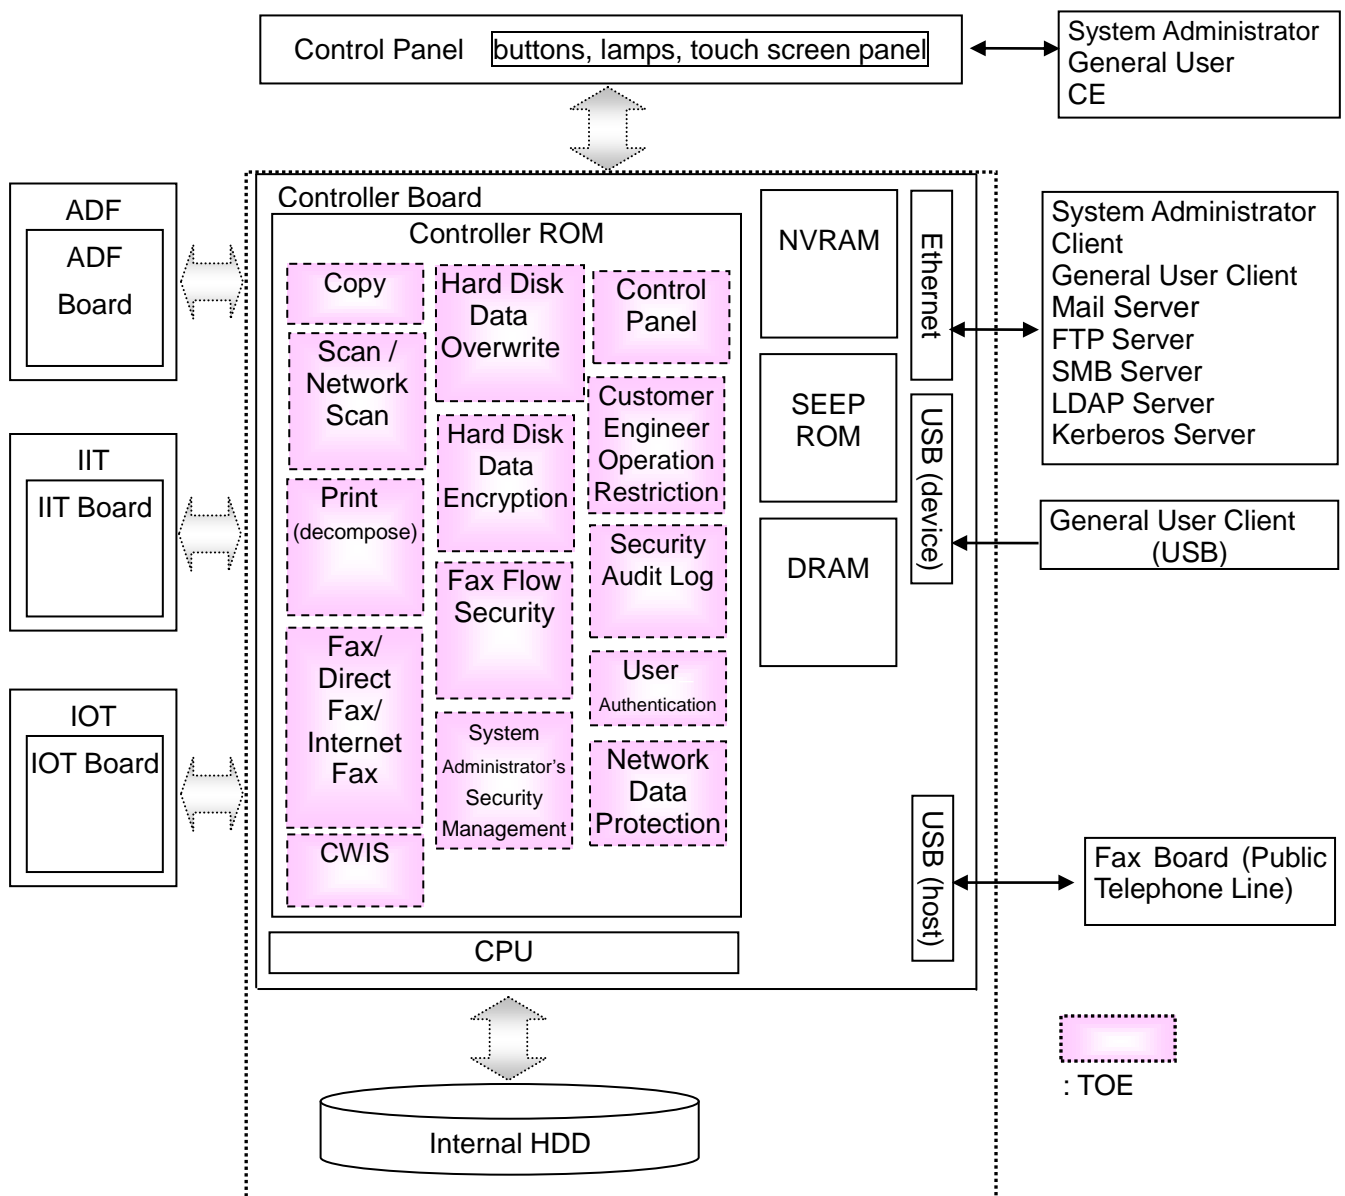 Control Panel buttons, lamps, touch screen panel
System Administrator
General User
CE
ADF
ADF
Board
IIT
IIT Board
IOT
IOT Board
Controller Board
Controller ROM
Copy
Scan /
Network
Scan
Print
(decompose)
Fax/
Direct
Fax/
Internet
Fax
CWIS
Hard Disk
Data
Overwrite
Hard Disk
Data
Encryption
Fax Flow
Security
System
Administrator's
Security
Management
Control
Panel
Customer
Engineer
Operation
Restriction
Security
Audit Log
User
Authentication
Network
Data
Protection
CPU
NVRAM
SEEP
ROM
DRAM
Ethernet
USB (device)
USB (host)
System Administrator
Client
General User Client
Mail Server
FTP Server
SMB Server
LDAP Server
Kerberos Server
General User Client
(USB)
Fax Board (Public
Telephone Line)
Internal HDD
: TOE